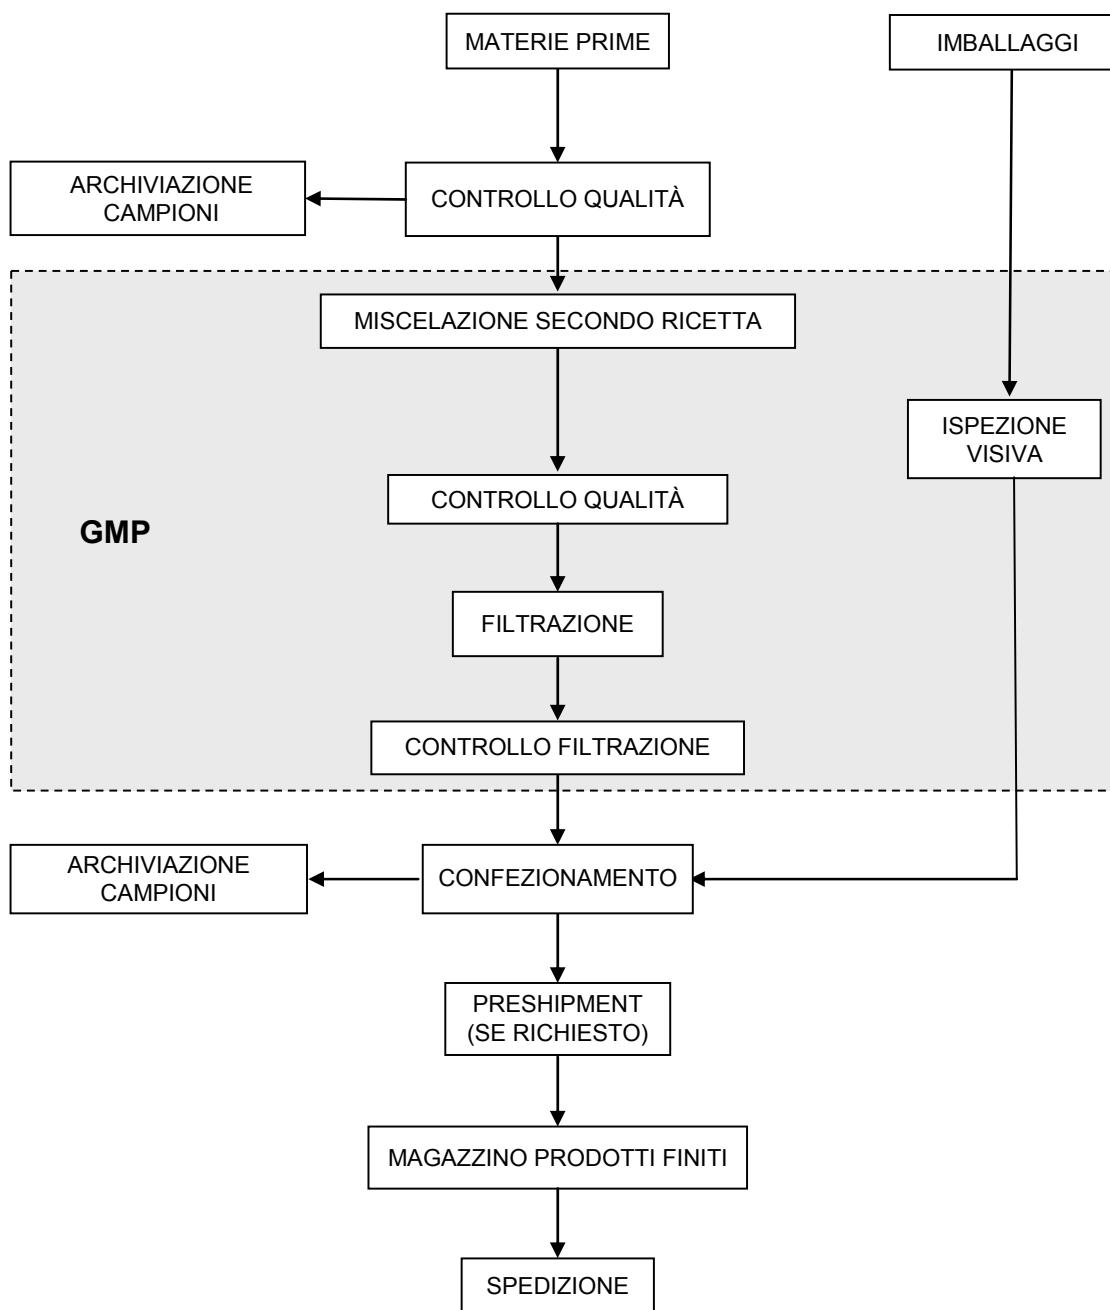 MATERIE PRIME
IMBALLAGGI
ARCHIVIAZIONE
CAMPIONI
CONTROLLO QUALITÀ
MISCELAZIONE SECONDO RICETTA
ISPEZIONE
VISIVA
CONTROLLO QUALITÀ
GMP
FILTRAZIONE
CONTROLLO FILTRAZIONE
ARCHIVIAZIONE
CAMPIONI
CONFEZIONAMENTO
PRESHIPMENT
(SE RICHIESTO)
MAGAZZINO PRODOTTI FINITI
SPEDIZIONE